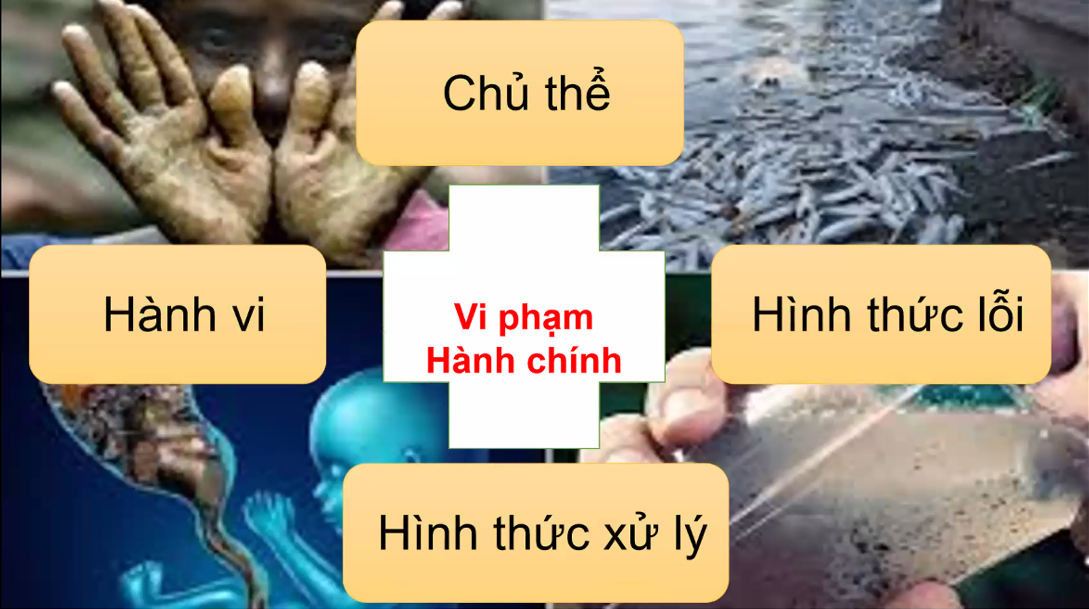 Chủ thể
Hành vi
Vi phạm
Hành chính
Hình thức lỗi
Hình thức xử lý